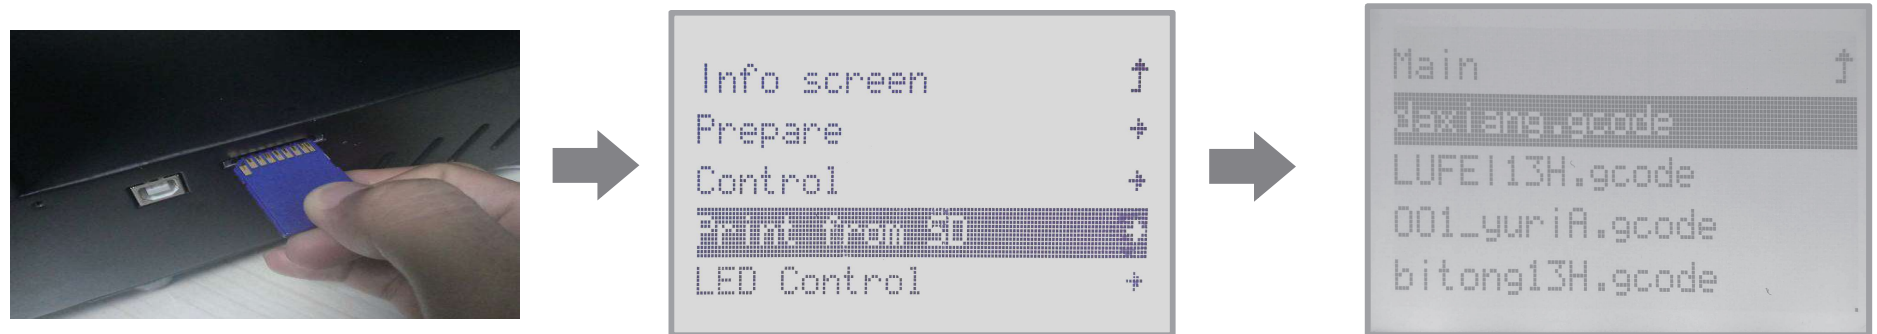 Info screen
Prepare
Control
Print from SD
LED Control
Main
daxiang.gcode
LUFEI13H.gcode
001_yuriA.gcode
bitong13H.gcode